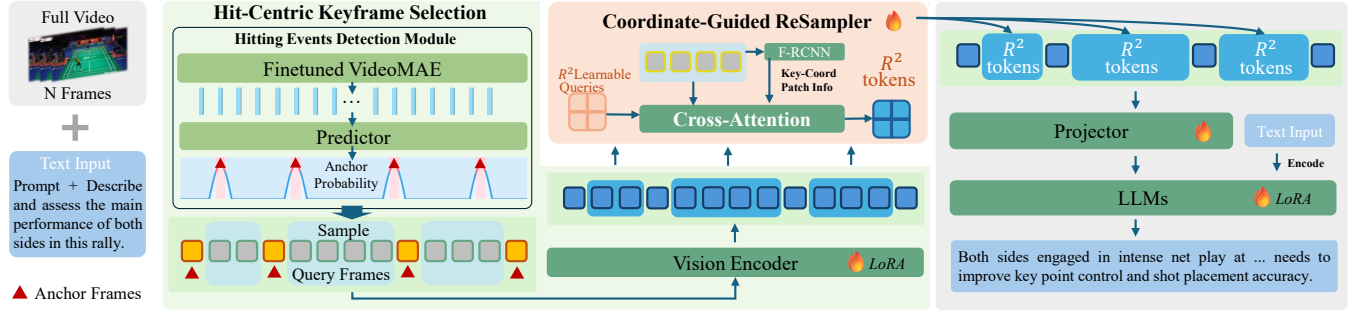 Full Video
N Frames
Text Input
Prompt + Describe
and assess the main
performance of both
sides in this rally.
Anchor Frames
Hit-Centric Keyframe Selection
Hitting Events Detection Module
Finetuned VideoMAE
...
Predictor
Anchor
Probability
Sample
Query Frames
Coordinate-Guided ReSampler
F-RCNN
R² Learnable
Queries
Key-Coord
Patch Info
R²
tokens
Cross-Attention
Vision Encoder
LoRA
R²
tokens
R²
tokens
R²
tokens
Projector
Text Input
Encode
LLMs
LoRA
Both sides engaged in intense net play at ... needs to
improve key point control and shot placement accuracy.